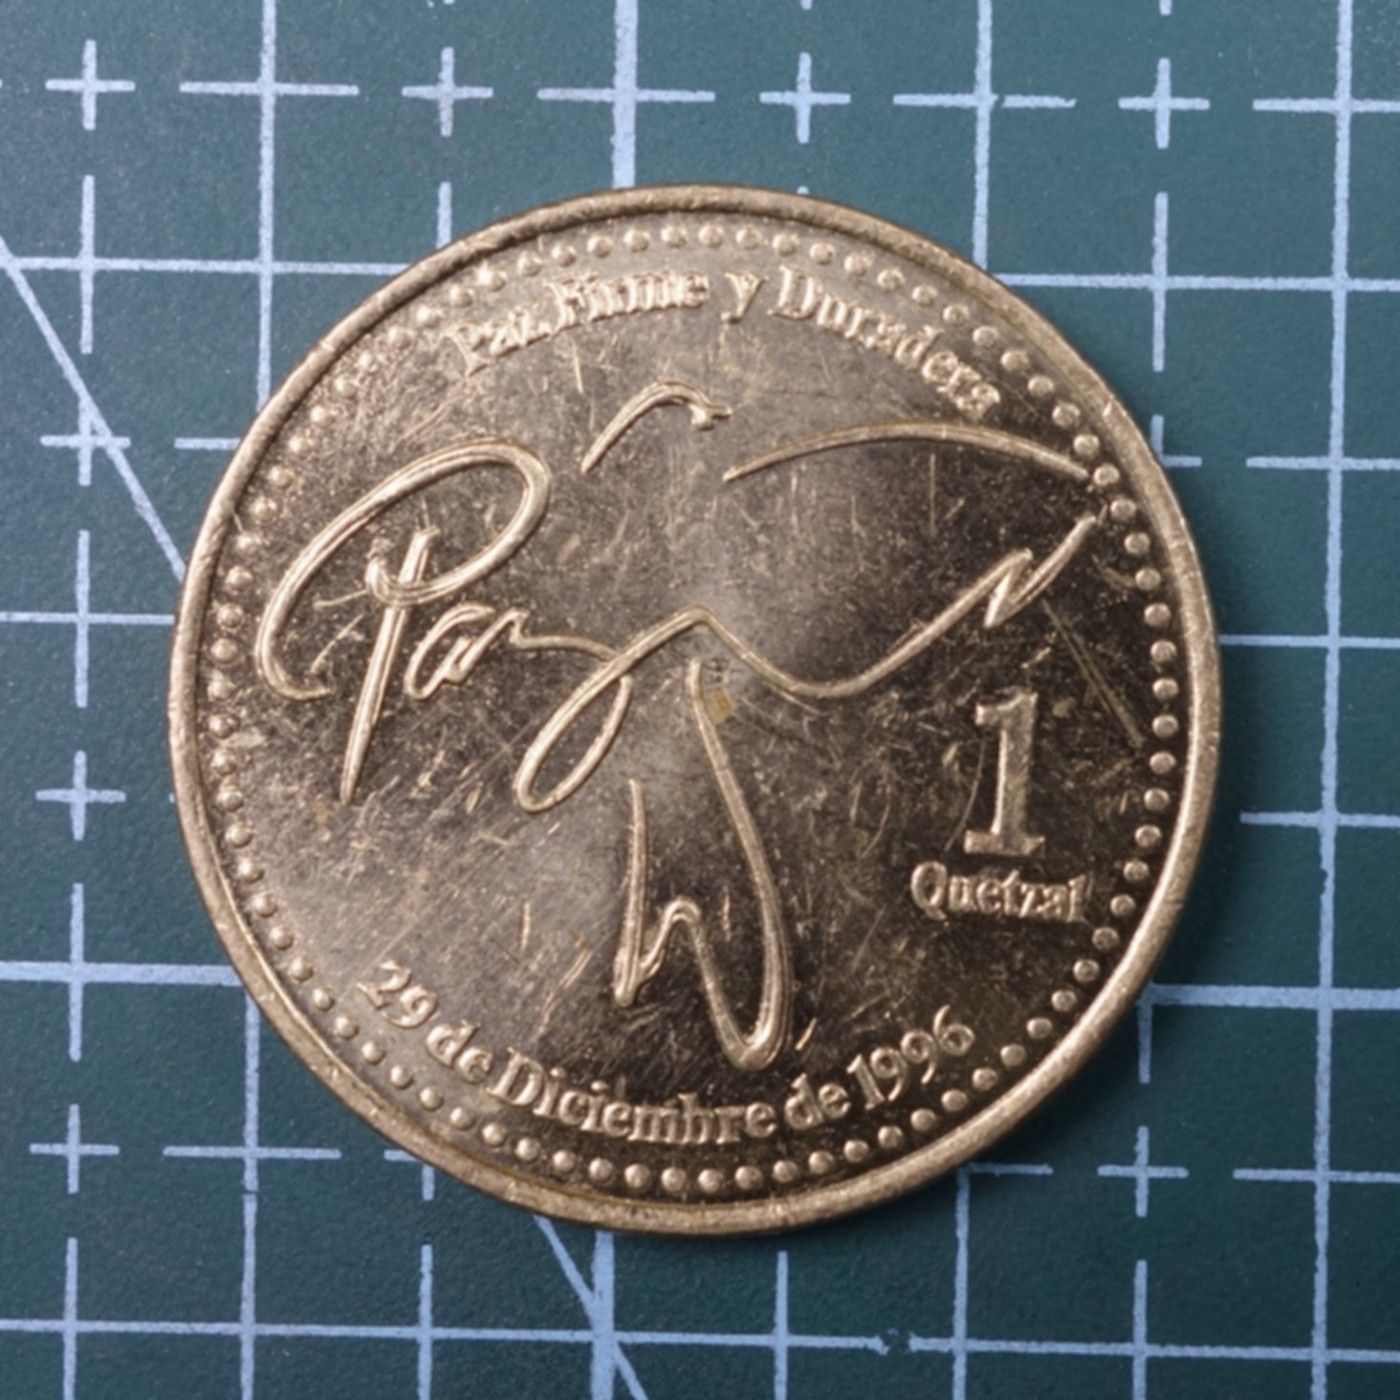 Paz Firme y Duradera
Paz
1
Quetzal
29 de Diciembre de 1996